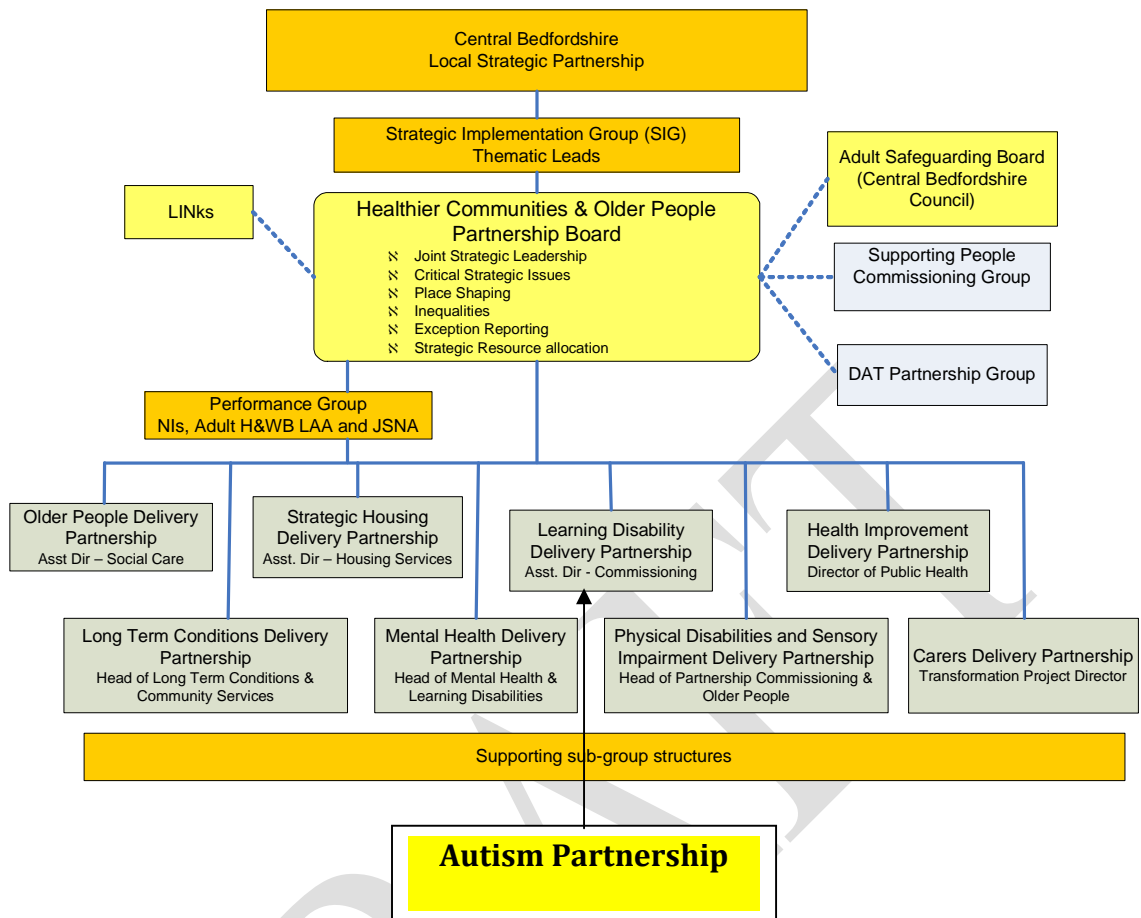 Central Bedfordshire
Local Strategic Partnership
Strategic Implementation Group (SIG)
Thematic Leads
LINks
Healthier Communities & Older People
Partnership Board
ℵ Joint Strategic Leadership
ℵ Critical Strategic Issues
ℵ Place Shaping
ℵ Inequalities
ℵ Exception Reporting
ℵ Strategic Resource allocation
Adult Safeguarding Board
(Central Bedfordshire
Council)
Supporting People
Commissioning Group
DAT Partnership Group
Performance Group
NIs, Adult H&WB LAA and JSNA
Older People Delivery
Partnership
Asst Dir – Social Care
Strategic Housing
Delivery Partnership
Asst. Dir – Housing Services
Learning Disability
Delivery Partnership
Asst. Dir - Commissioning
Health Improvement
Delivery Partnership
Director of Public Health
Long Term Conditions Delivery
Partnership
Head of Long Term Conditions &
Community Services
Mental Health Delivery
Partnership
Head of Mental Health &
Learning Disabilities
Physical Disabilities and Sensory
Impairment Delivery Partnership
Head of Partnership Commissioning &
Older People
Carers Delivery Partnership
Transformation Project Director
Supporting sub-group structures
Autism Partnership
DRAFT